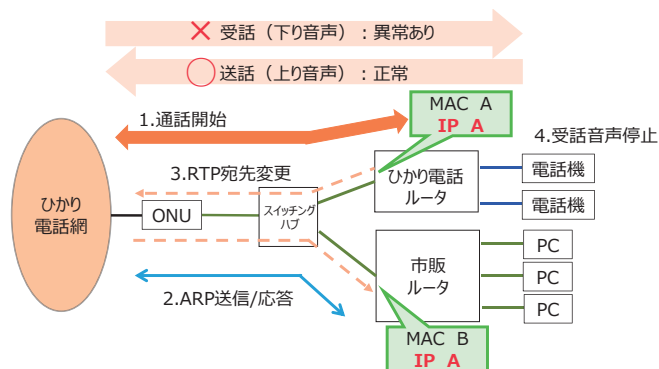 × 受話（下り音声）：異常あり
○ 送話（上り音声）：正常
MAC A
IP A
1.通話開始
4.受話音声停止
3.RTP宛先変更
ひかり電話
ルータ
電話機
電話機
ひかり
電話網
ONU
スイッチング
ハブ
市販
ルータ
PC
PC
PC
2.ARP送信/応答
MAC B
IP A